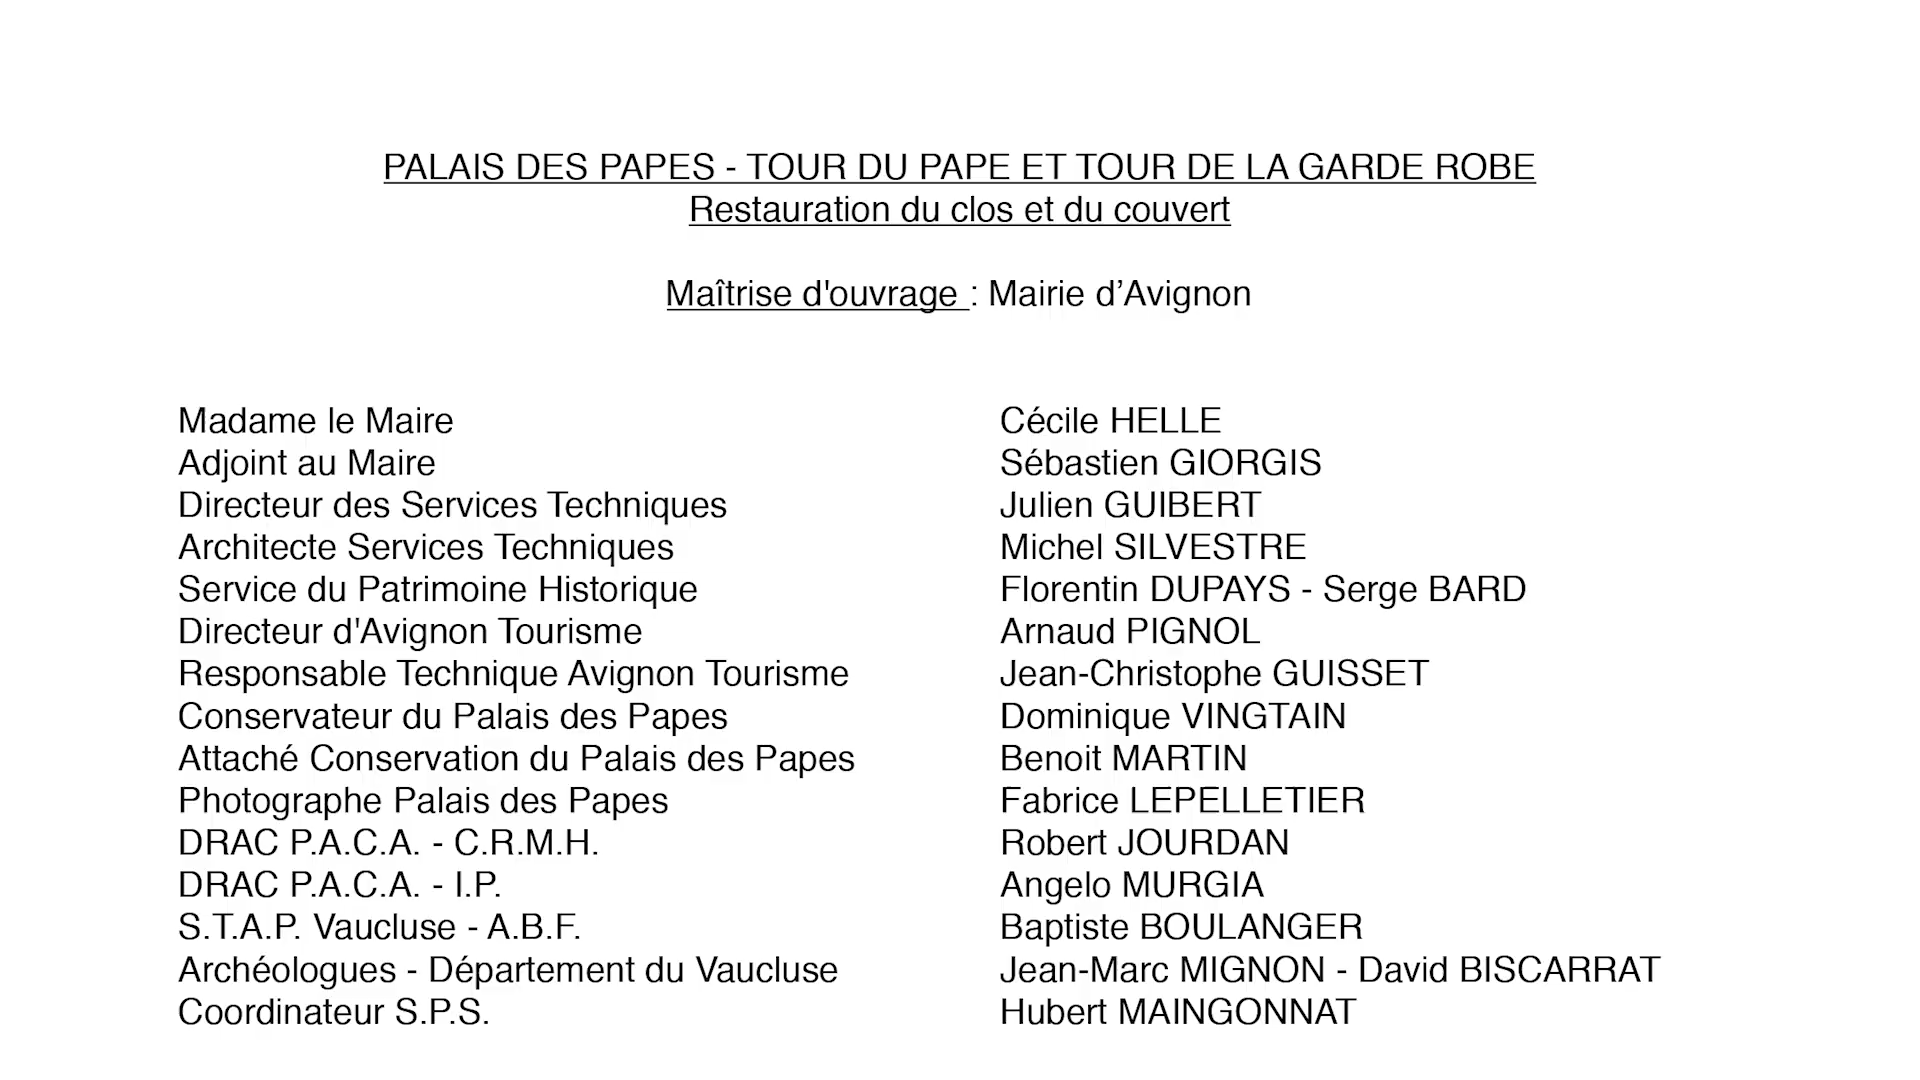 PALAIS DES PAPES - TOUR DU PAPE ET TOUR DE LA GARDE ROBE
Restauration du clos et du couvert
Maîtrise d'ouvrage : Mairie d’Avignon
Madame le Maire Cécile HELLE
Adjoint au Maire Sébastien GIORGIS
Directeur des Services Techniques Julien GUIBERT
Architecte Services Techniques Michel SILVESTRE
Service du Patrimoine Historique Florentin DUPAYS - Serge BARD
Directeur d'Avignon Tourisme Arnaud PIGNOL
Responsable Technique Avignon Tourisme Jean-Christophe GUISSET
Conservateur du Palais des Papes Dominique VINGTAIN
Attaché Conservation du Palais des Papes Benoit MARTIN
Photographe Palais des Papes Fabrice LEPELLETIER
DRAC P.A.C.A. - C.R.M.H. Robert JOURDAN
DRAC P.A.C.A. - I.P. Angelo MURGIA
S.T.A.P. Vaucluse - A.B.F. Baptiste BOULANGER
Archéologues - Département du Vaucluse Jean-Marc MIGNON - David BISCARRAT
Coordinateur S.P.S. Hubert MAINGONNAT